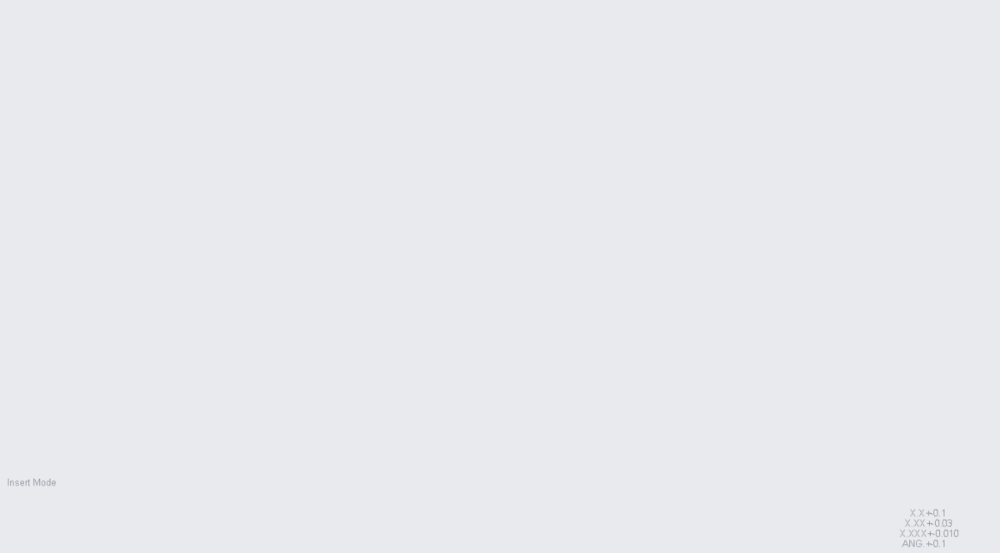 Insert Mode
X.X+-0.1
X.XX+-0.03
X.XXX+-0.010
ANG.+-0.1